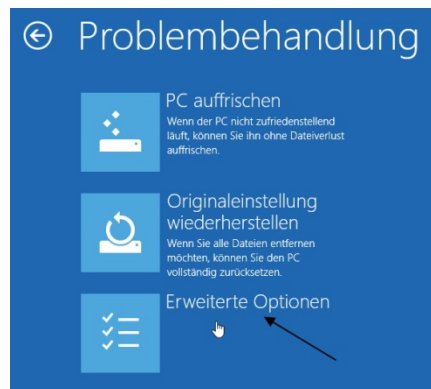 Problembehandlung
PC auffrischen
Wenn der PC nicht zufriedenstellend
läuft, können Sie ihn ohne Dateiverlust
auffrischen.
Originaleinstellung
wiederherstellen
Wenn Sie alle Dateien entfernen
möchten, können Sie den PC
vollständig zurücksetzen.
Erweiterte Optionen